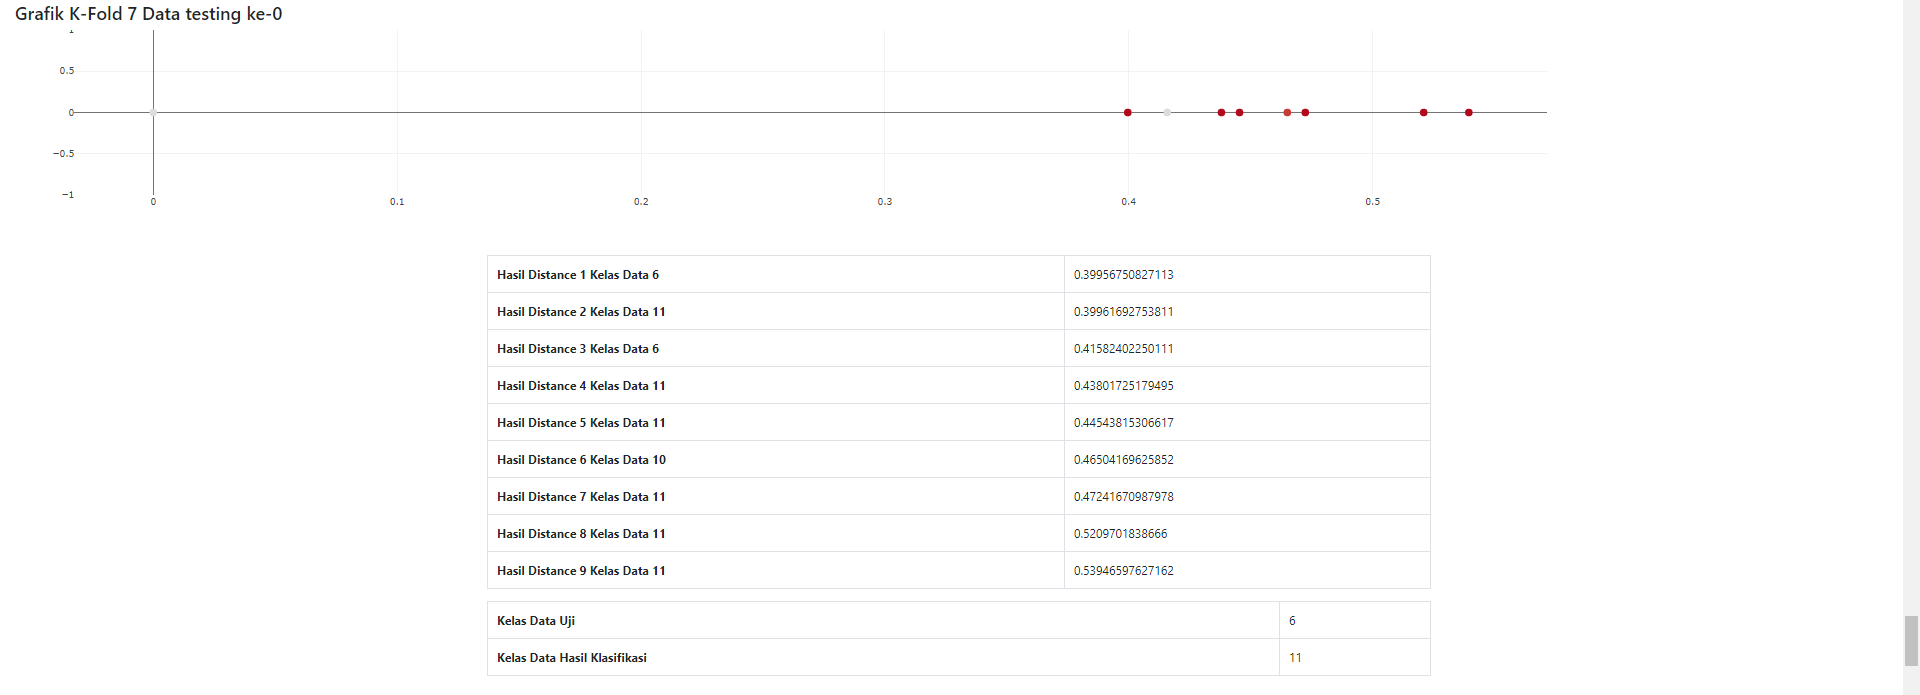 Grafik K-Fold 7 Data testing ke-0
1
0.5
0
−0.5
−1
0 0.1 0.2 0.3 0.4 0.5
Hasil Distance 1 Kelas Data 6 0.39956750827113
Hasil Distance 2 Kelas Data 11 0.39961692753811
Hasil Distance 3 Kelas Data 6 0.41582402250111
Hasil Distance 4 Kelas Data 11 0.43801725179495
Hasil Distance 5 Kelas Data 11 0.44543815306617
Hasil Distance 6 Kelas Data 10 0.46504169625852
Hasil Distance 7 Kelas Data 11 0.47241670987978
Hasil Distance 8 Kelas Data 11 0.5209701838666
Hasil Distance 9 Kelas Data 11 0.53946597627162
Kelas Data Uji 6
Kelas Data Hasil Klasifikasi 11